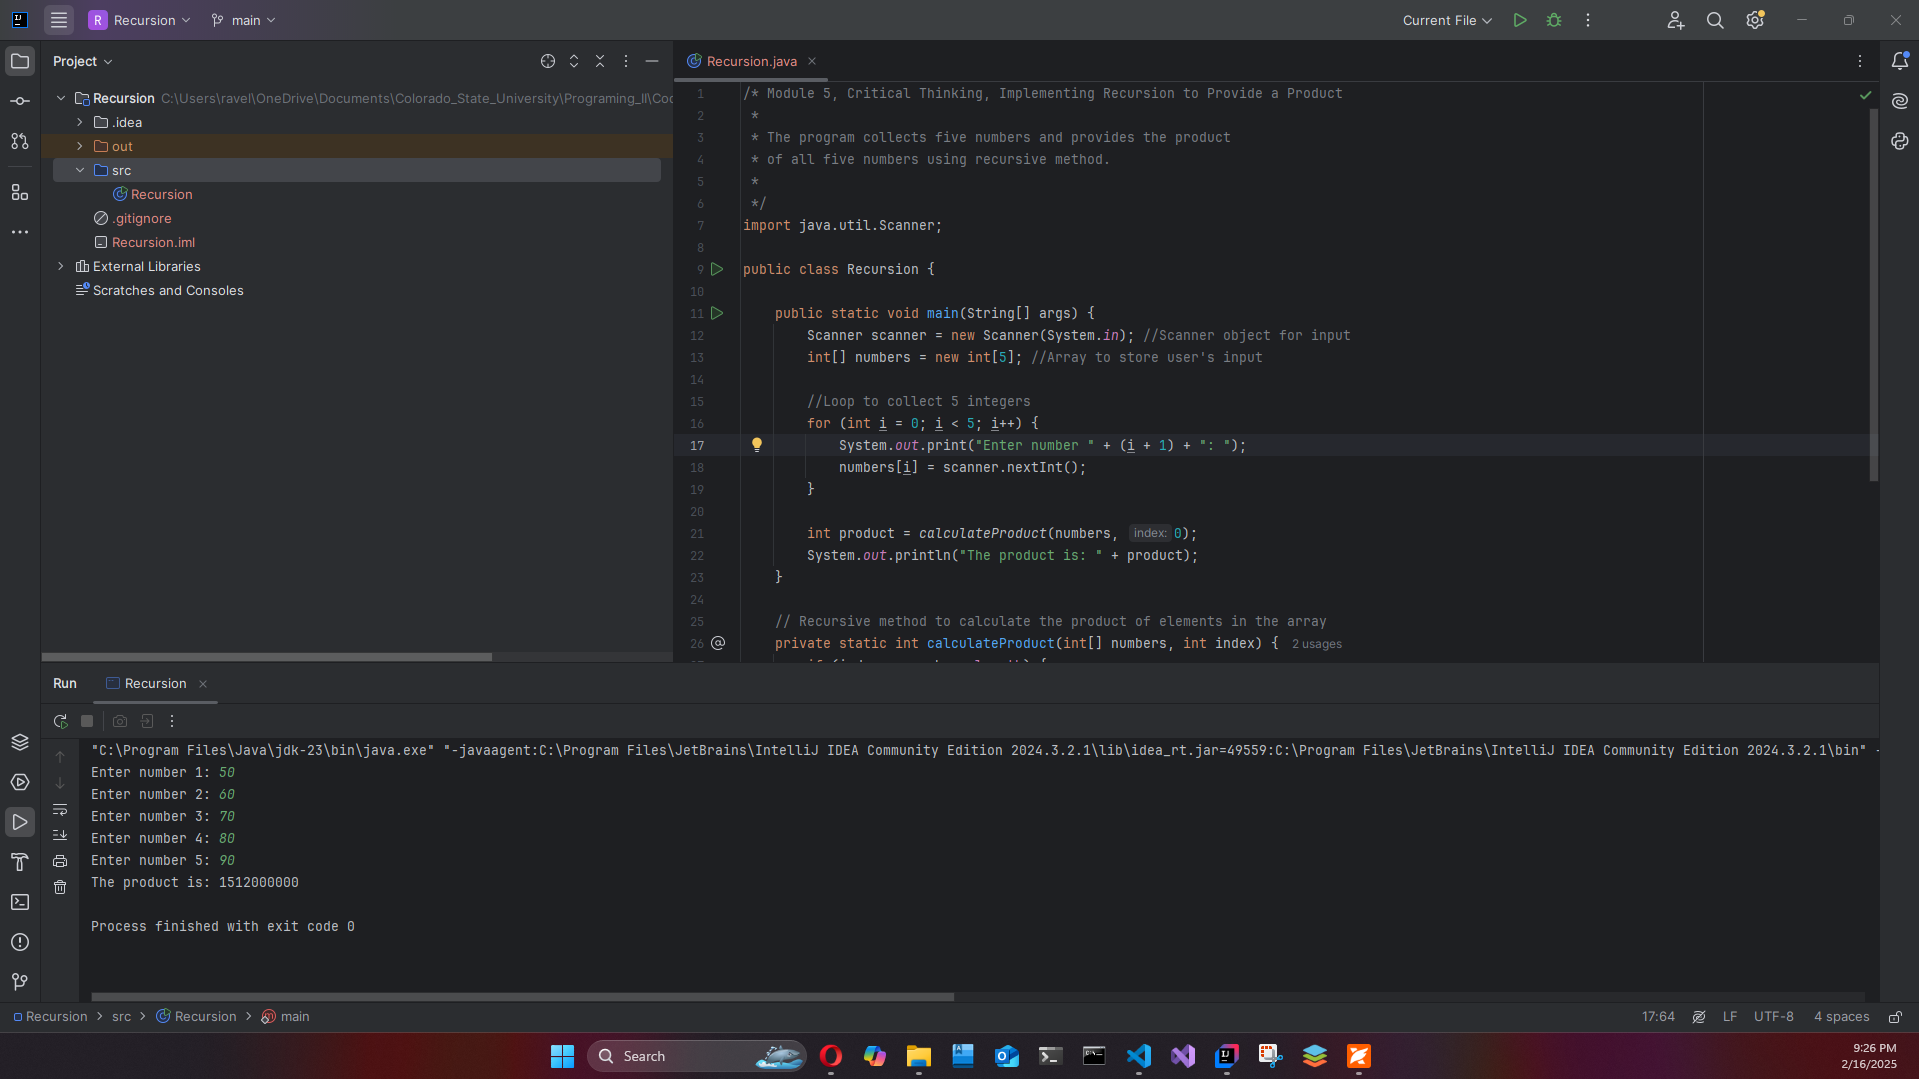 R Recursion main Current File
Project
Recursion C:\Users\ravel\OneDrive\Documents\Colorado_State_University\Programing_II\Coc
.idea
out
src
Recursion
.gitignore
Recursion.iml
External Libraries
Scratches and Consoles
Recursion.java
1 /* Module 5, Critical Thinking, Implementing Recursion to Provide a Product
2 *
3 * The program collects five numbers and provides the product
4 * of all five numbers using recursive method.
5 *
6 */
7 import java.util.Scanner;
8
9 public class Recursion {
10
11 public static void main(String[] args) {
12 Scanner scanner = new Scanner(System.in); //Scanner object for input
13 int[] numbers = new int[5]; //Array to store user's input
14
15 //Loop to collect 5 integers
16 for (int i = 0; i < 5; i++) {
17 System.out.print("Enter number " + (i + 1) + ": ");
18 numbers[i] = scanner.nextInt();
19 }
20
21 int product = calculateProduct(numbers, index: 0);
22 System.out.println("The product is: " + product);
23 }
24
25 // Recursive method to calculate the product of elements in the array
26 private static int calculateProduct(int[] numbers, int index) { 2 usages
Run Recursion
"C:\Program Files\Java\jdk-23\bin\java.exe" "-javaagent:C:\Program Files\JetBrains\IntelliJ IDEA Community Edition 2024.3.2.1\lib\idea_rt.jar=49559:C:\Program Files\JetBrains\IntelliJ IDEA Community Edition 2024.3.2.1\bin" -
Enter number 1: 50
Enter number 2: 60
Enter number 3: 70
Enter number 4: 80
Enter number 5: 90
The product is: 1512000000
Process finished with exit code 0
Recursion > src > Recursion > main 17:64 LF UTF-8 4 spaces
Search
9:26 PM
2/16/2025